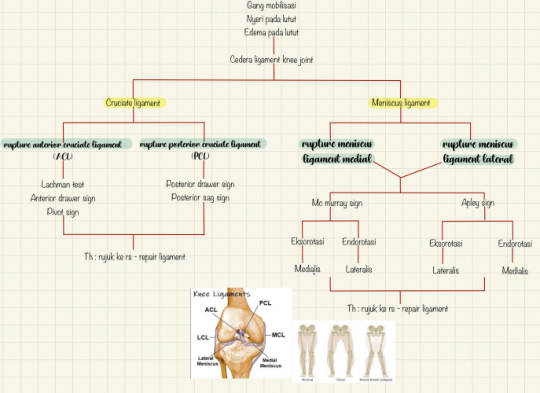 Gang mobilisasi
Nyeri pada lutut
Edema pada lutut
Cedera ligament knee joint
Cruciate ligament
Meniscus ligament
rupture anterior cruciate ligament
(ACL)
rupture posterior cruciate ligament
(PCL)
rupture meniscus
ligament medial
rupture meniscus
ligament lateral
Lachman test
Anterior drawer sign
Pivot sign
Posterior drawer sign
Posterior sag sign
Mc murray sign
Apley sign
Eksorotasi
Endorotasi
Eksorotasi
Endorotasi
Medialis
Lateralis
Lateralis
Medialis
Th : rujuk ke rs - repair ligament
Th : rujuk ke rs - repair ligament
Knee Ligaments
ACL
PCL
LCL
MCL
Lateral
Meniscus
Medial
Meniscus